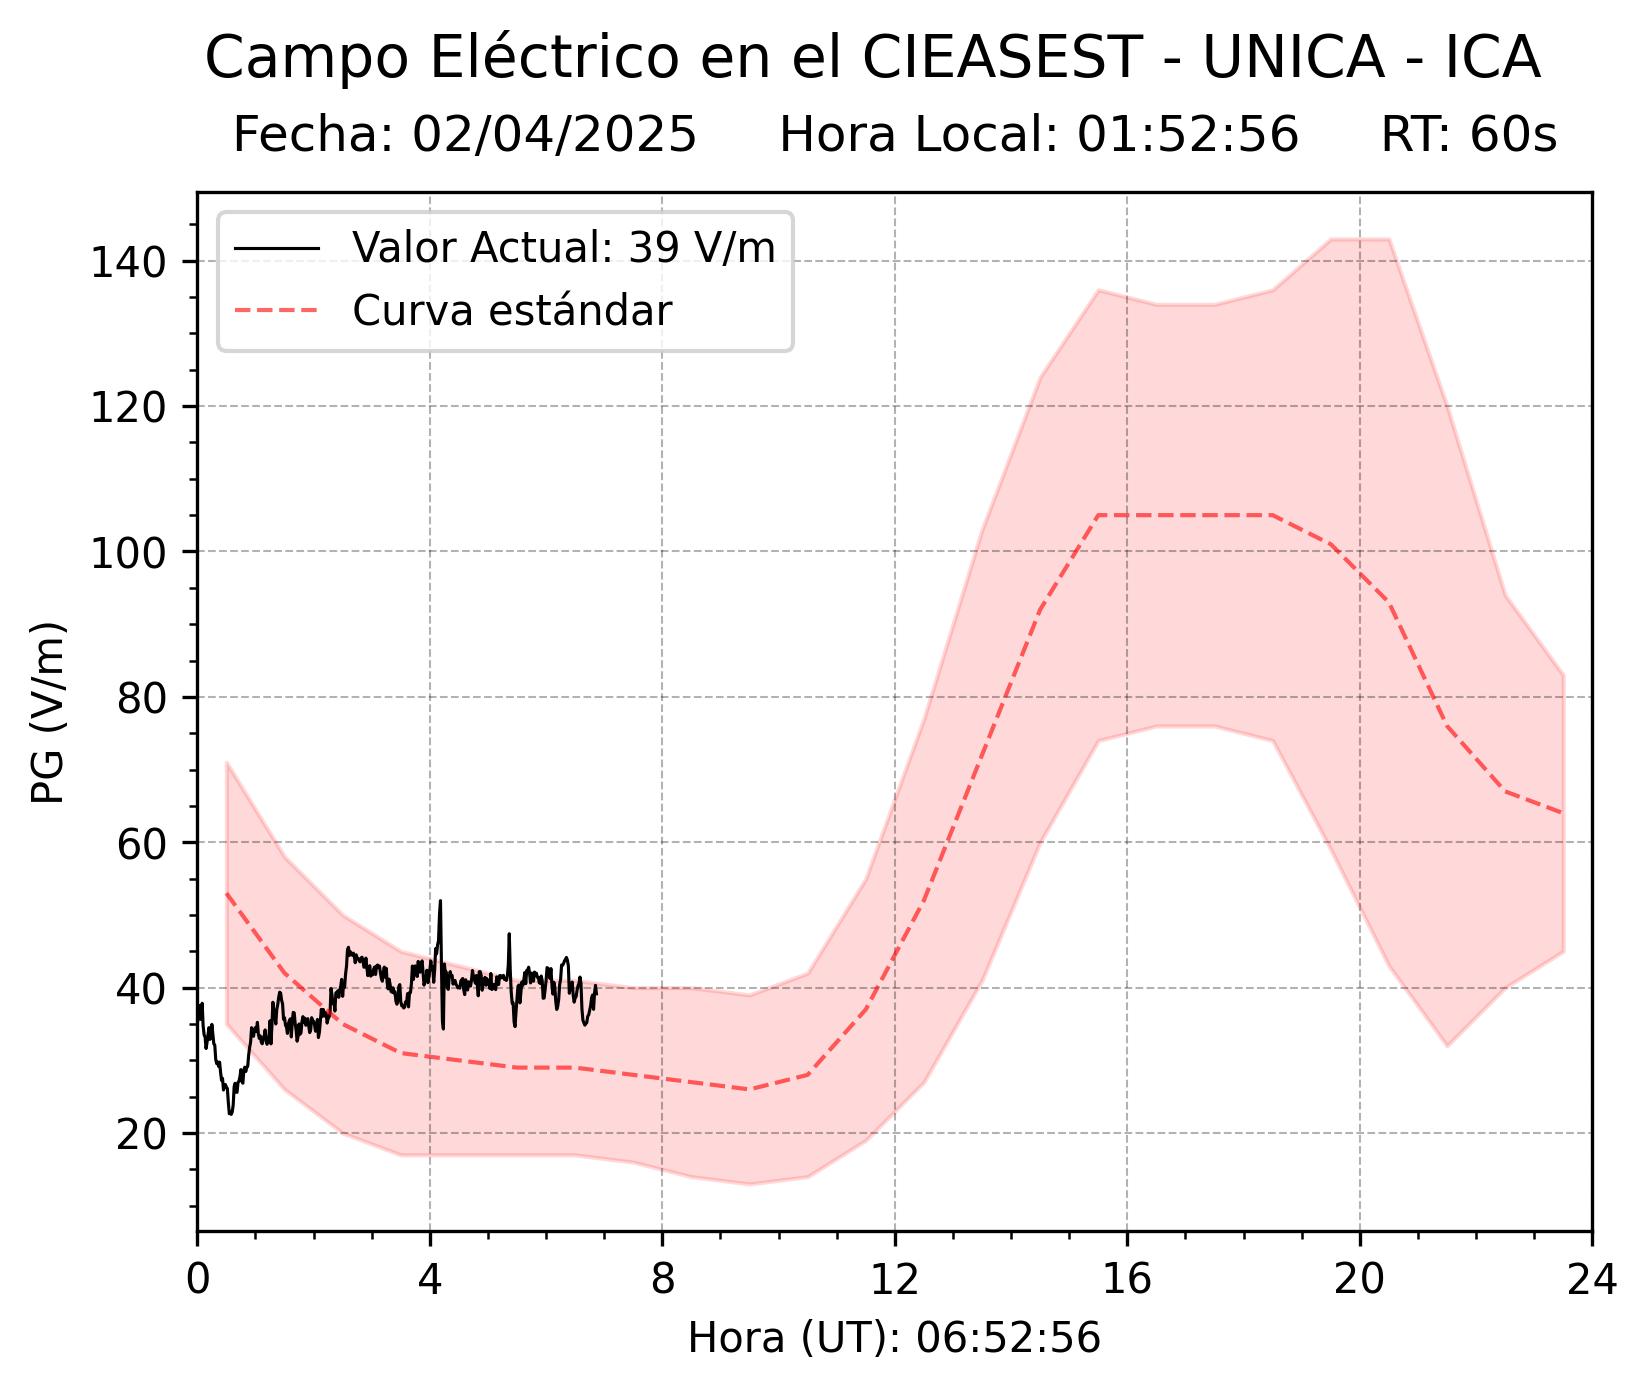 Campo Eléctrico en el CIEASEST - UNICA - ICA
Fecha: 02/04/2025 Hora Local: 01:52:56 RT: 60s
Valor Actual: 39 V/m
Curva estándar
PG (V/m)
140
120
100
80
60
40
20
0 4 8 12 16 20 24
Hora (UT): 06:52:56